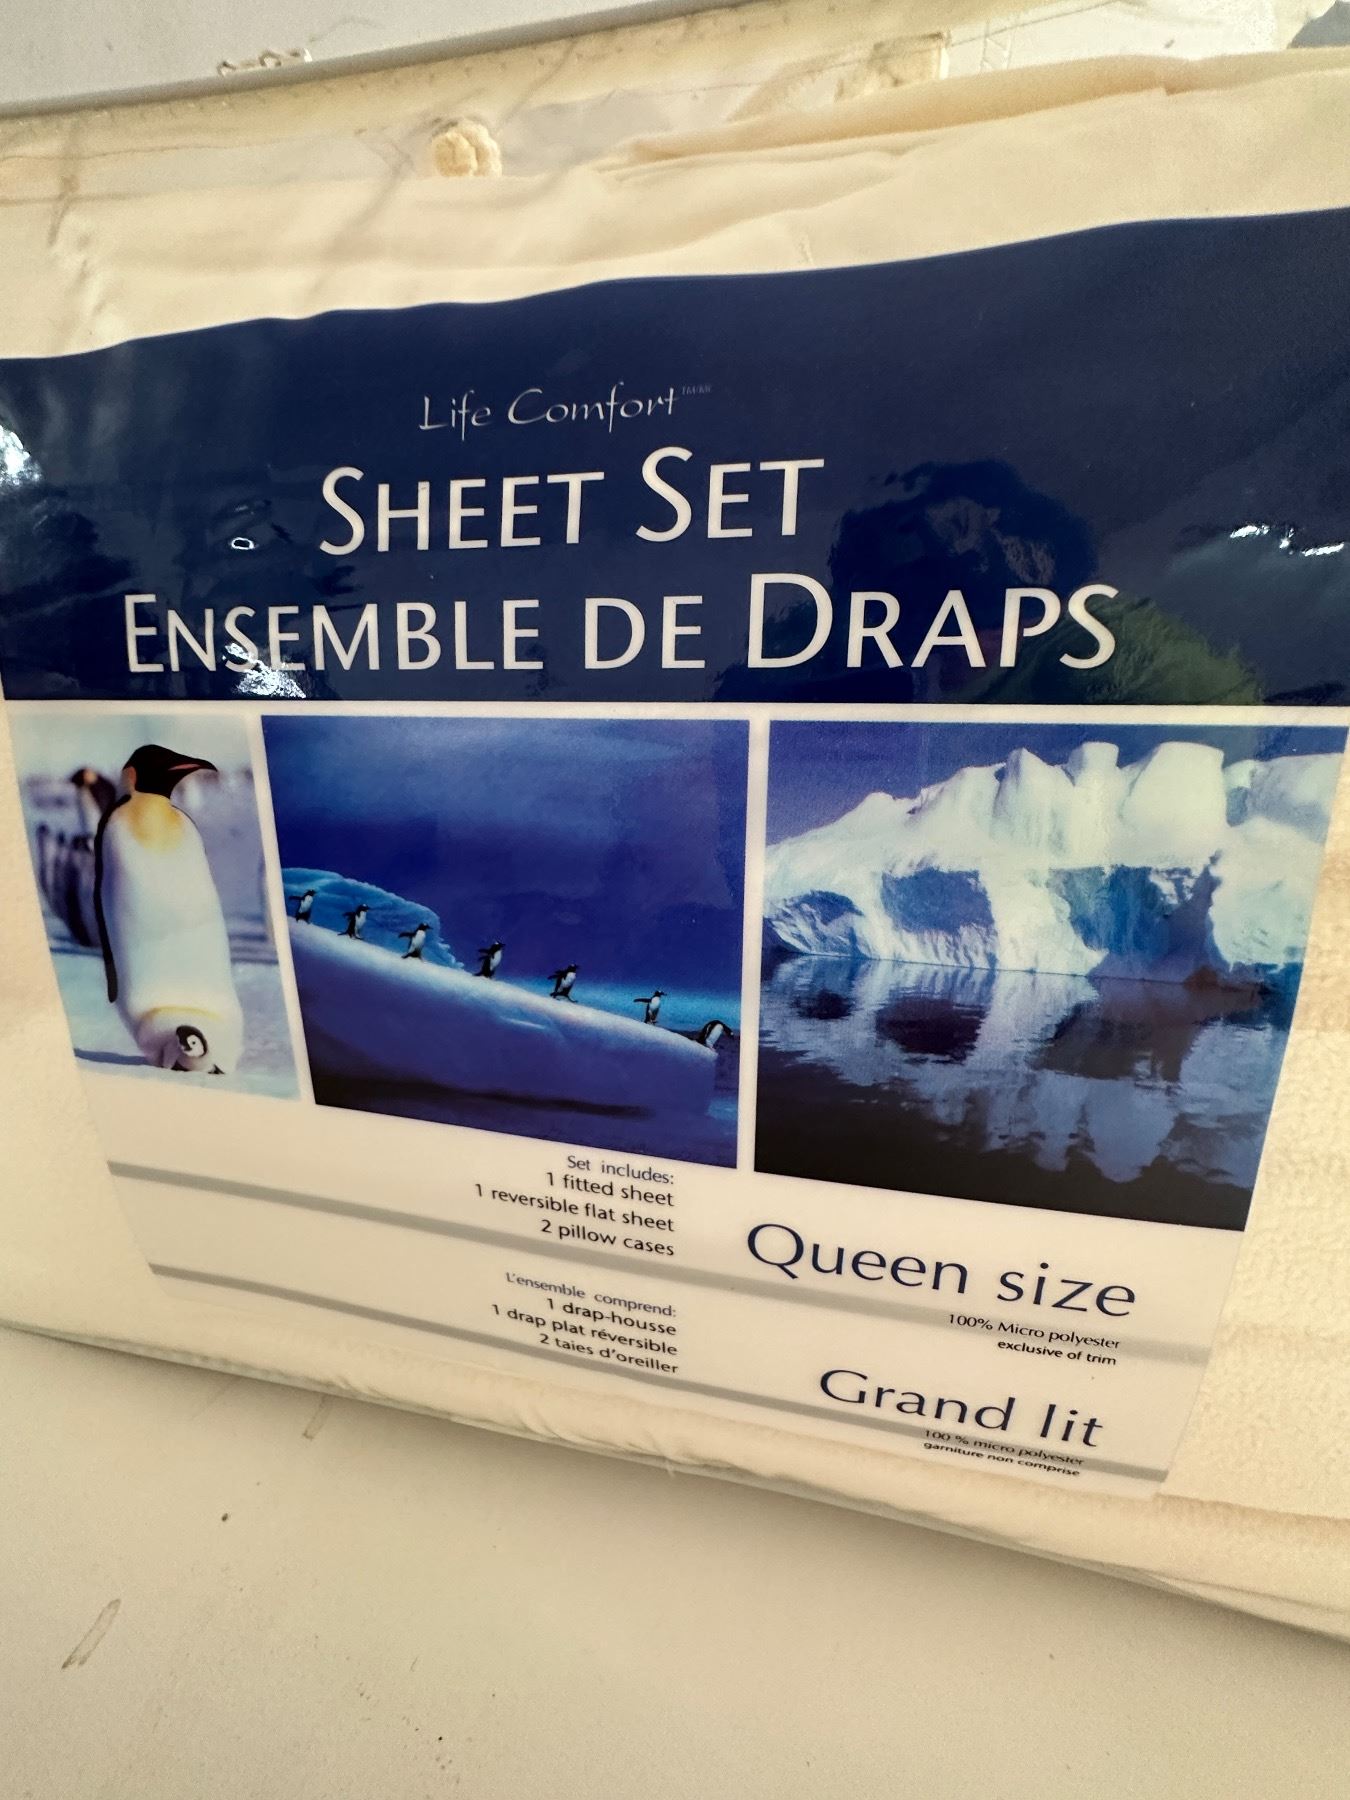 Life Comfort
SHEET SET
ENSEMBLE DE DRAPS
Set includes:
1 fitted sheet
1 reversible flat sheet
2 pillow cases
Queen size
100% Micro polyester
exclusive of trim
L'ensemble comprend:
1 drap-housse
1 drap plat réversible
2 taies d'oreiller
Grand lit
100 % micro polyester
garniture non comprise